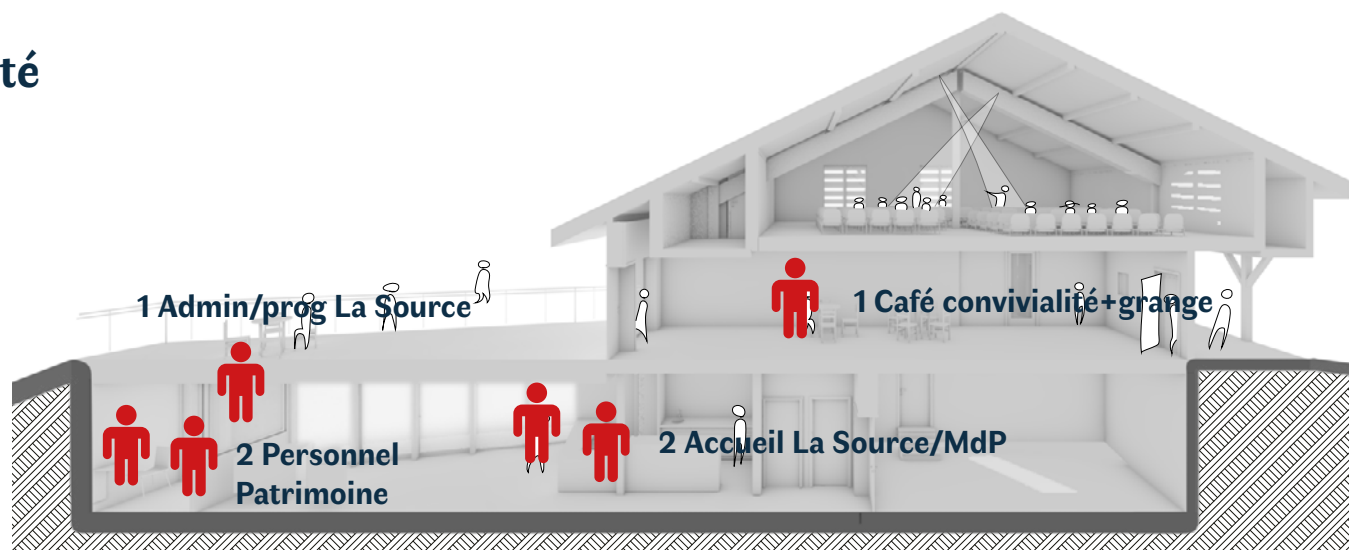 té
1 Admin/prog La Source
1 Café convivialité+grange
2 Accueil La Source/MdP
2 Personnel
Patrimoine